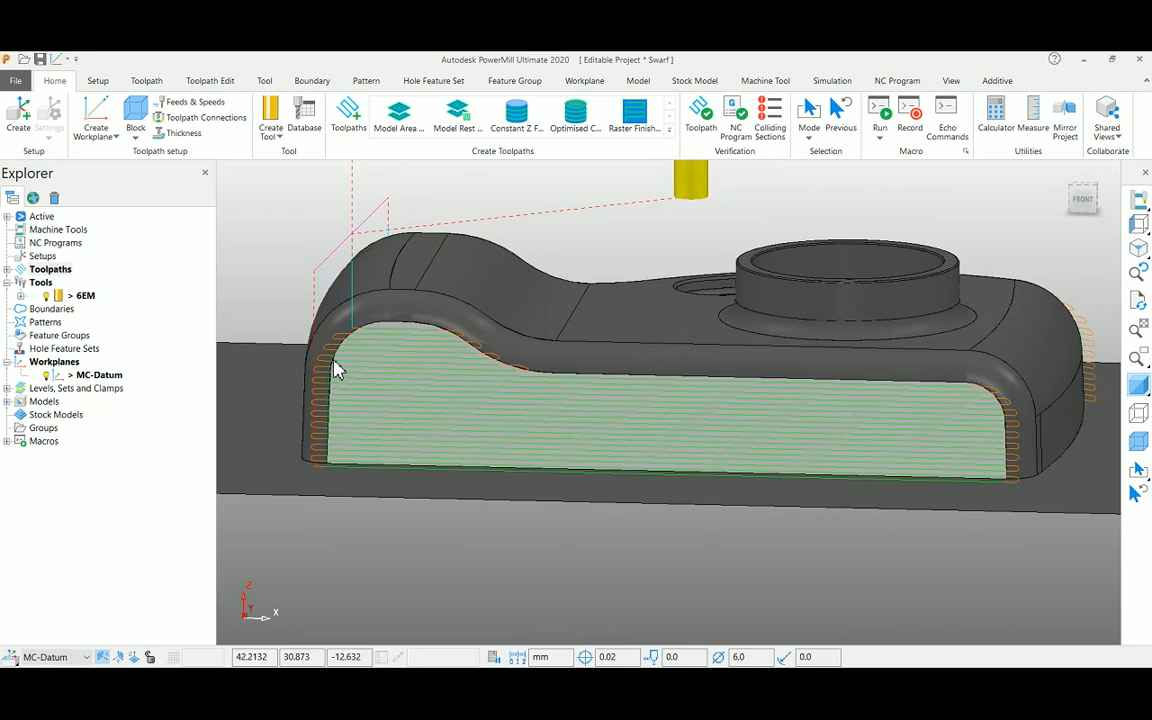 Autodesk PowerMill Ultimate 2020 [ Editable Project * Swarf ]
File Home Setup Toolpath Toolpath Edit Tool Boundary Pattern Hole Feature Set Feature Group Workplane Model Stock Model Machine Tool Simulation NC Program View Additive
Feeds & Speeds
Toolpath Connections
Thickness
Create Settings Create Workplane Block Create Tool Database Toolpaths Model Area ... Model Rest ... Constant Z F... Optimised C... Raster Finish... Toolpath NC Program Colliding Sections Mode Previous Run Record Echo Commands Calculator Measure Mirror Project Shared Views
Setup Toolpath setup Tool Create Toolpaths Verification Selection Macro Utilities Collaborate
Explorer
Active
Machine Tools
NC Programs
Setups
Toolpaths
Tools
> 6EM
Boundaries
Patterns
Feature Groups
Hole Feature Sets
Workplanes
> MC-Datum
Levels, Sets and Clamps
Models
Stock Models
Groups
Macros
FRONT
Z
Y
X
MC-Datum 42.2132 30.873 -12.632 mm 0.02 0.0 6.0 0.0